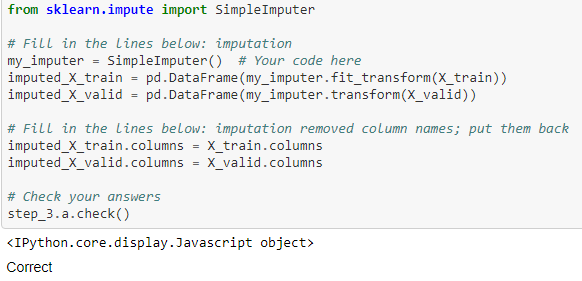 from sklearn.impute import SimpleImputer
# Fill in the lines below: imputation
my_imputer = SimpleImputer()  # Your code here
imputed_X_train = pd.DataFrame(my_imputer.fit_transform(X_train))
imputed_X_valid = pd.DataFrame(my_imputer.transform(X_valid))
# Fill in the lines below: imputation removed column names; put them back
imputed_X_train.columns = X_train.columns
imputed_X_valid.columns = X_valid.columns
# Check your answers
step_3.a.check()
<IPython.core.display.Javascript object>
Correct